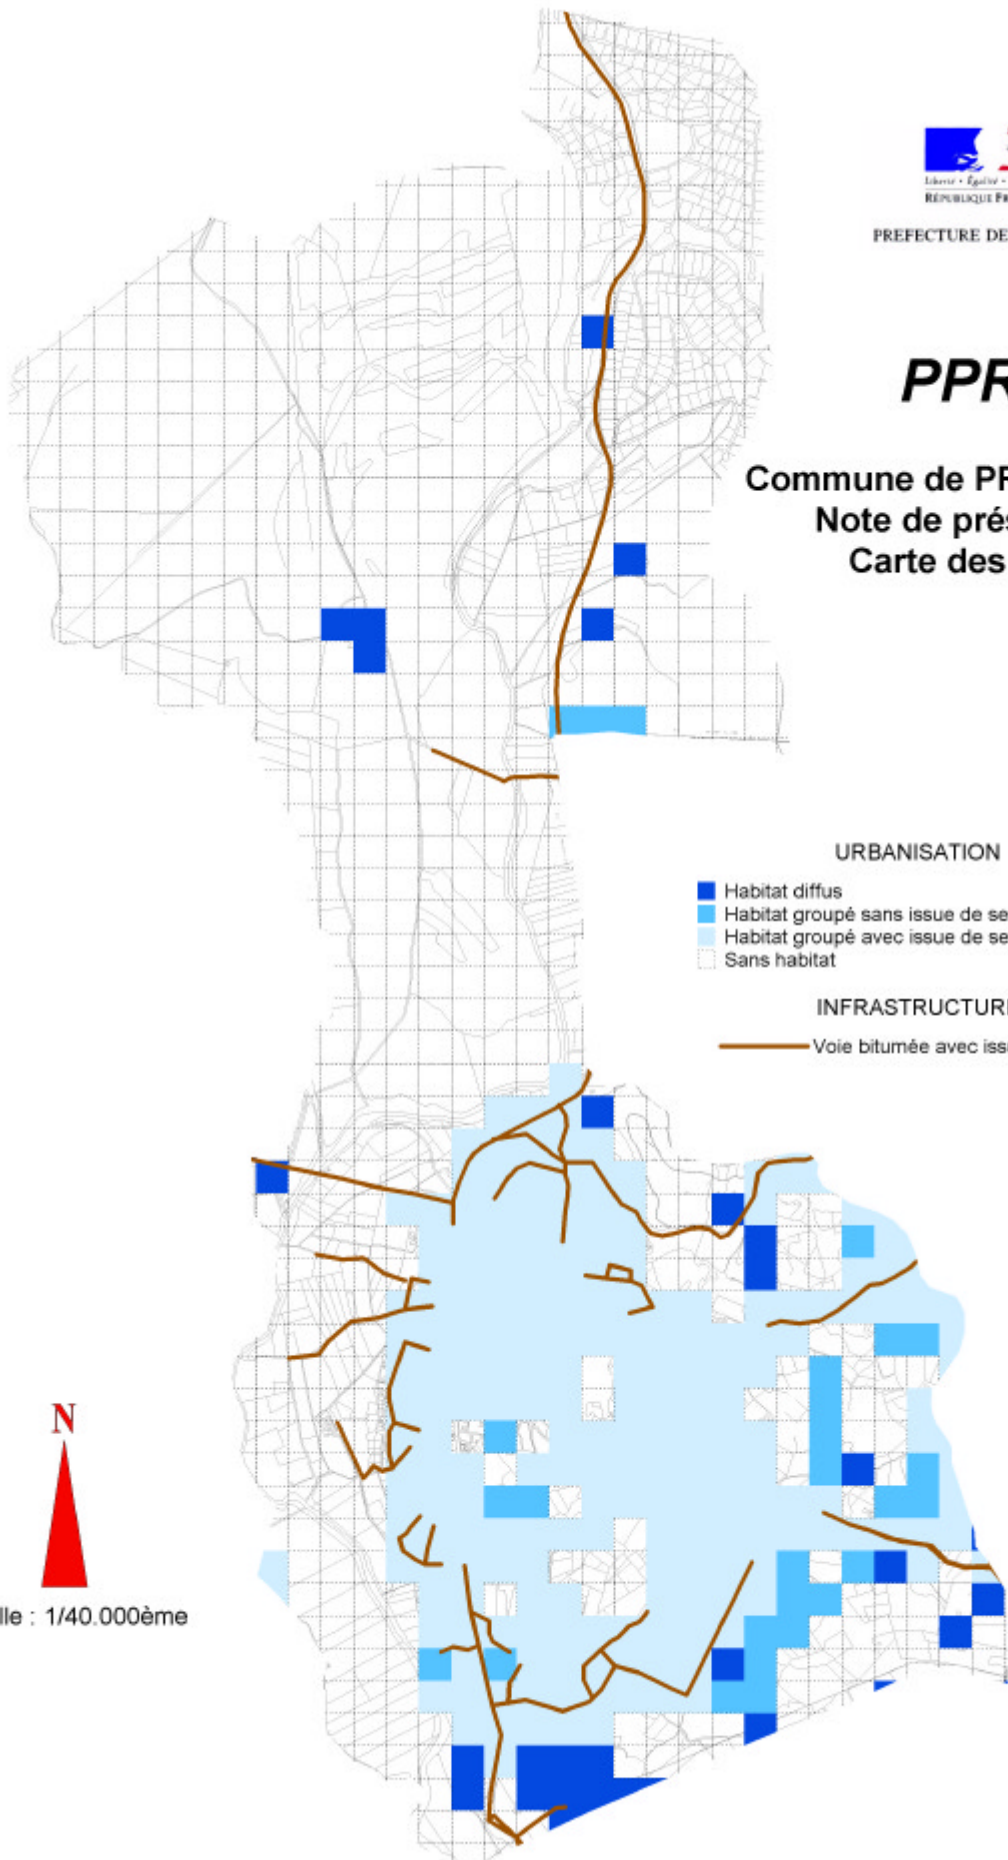 Liberté • Égalité •
RÉPUBLIQUE FR
PREFECTURE DE
PPR
Commune de PR
Note de prés
Carte des
URBANISATION
Habitat diffus
Habitat groupé sans issue de se
Habitat groupé avec issue de se
Sans habitat
INFRASTRUCTURE
Voie bitumée avec iss
N
lle : 1/40.000ème